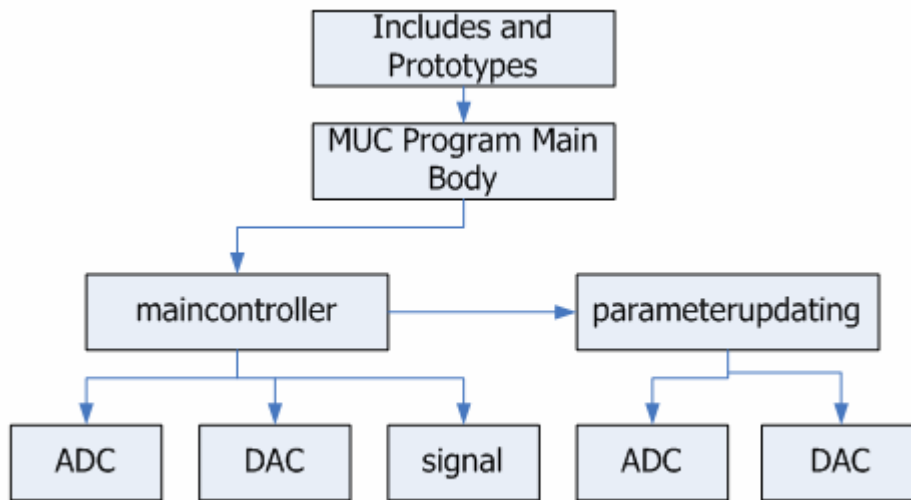 Includes and
Prototypes
MUC Program Main
Body
maincontroller
parameterupdating
ADC
DAC
signal
ADC
DAC